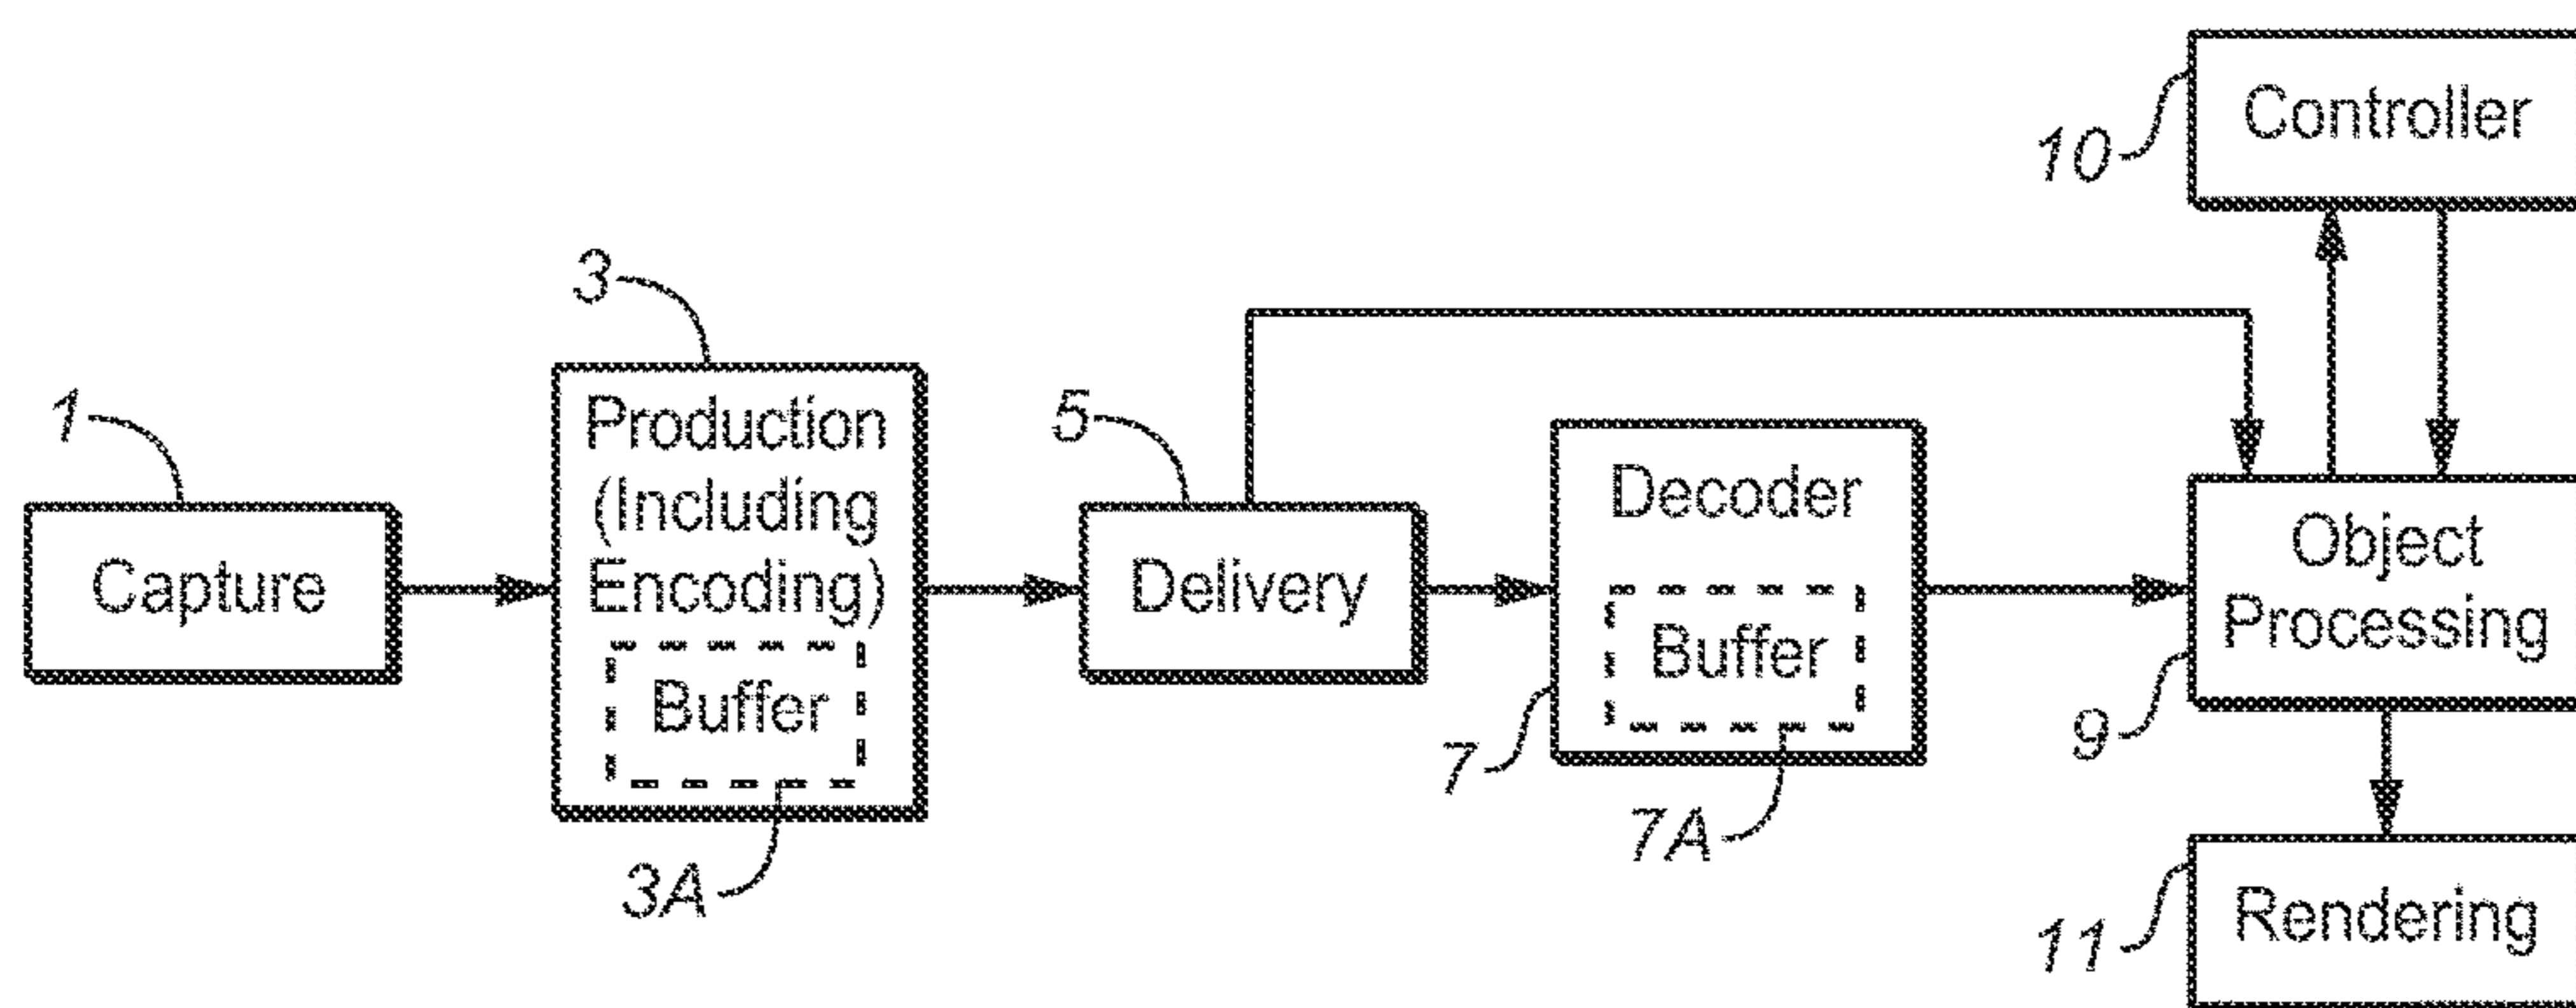 1
Capture
3
Production
(Including
Encoding)
Buffer
3A
5
Delivery
Decoder
Buffer
7
7A
10
Controller
Object
Processing
9
Rendering
11